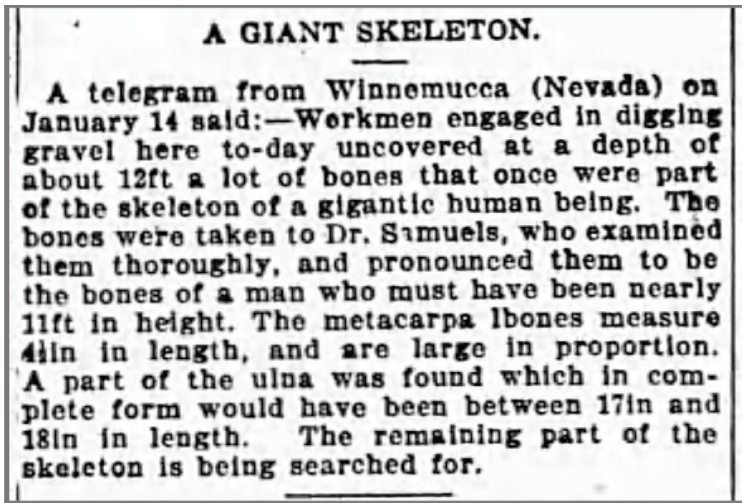 A GIANT SKELETON.
A telegram from Winnemucca (Nevada) on
January 14 said:—Workmen engaged in digging
gravel here to-day uncovered at a depth of
about 12ft a lot of bones that once were part
of the skeleton of a gigantic human being. The
bones were taken to Dr. Samuels, who examined
them thoroughly, and pronounced them to be
the bones of a man who must have been nearly
11ft in height. The metacarpa lbones measure
4½in in length, and are large in proportion.
A part of the ulna was found which in com-
plete form would have been between 17in and
18in in length. The remaining part of the
skeleton is being searched for.